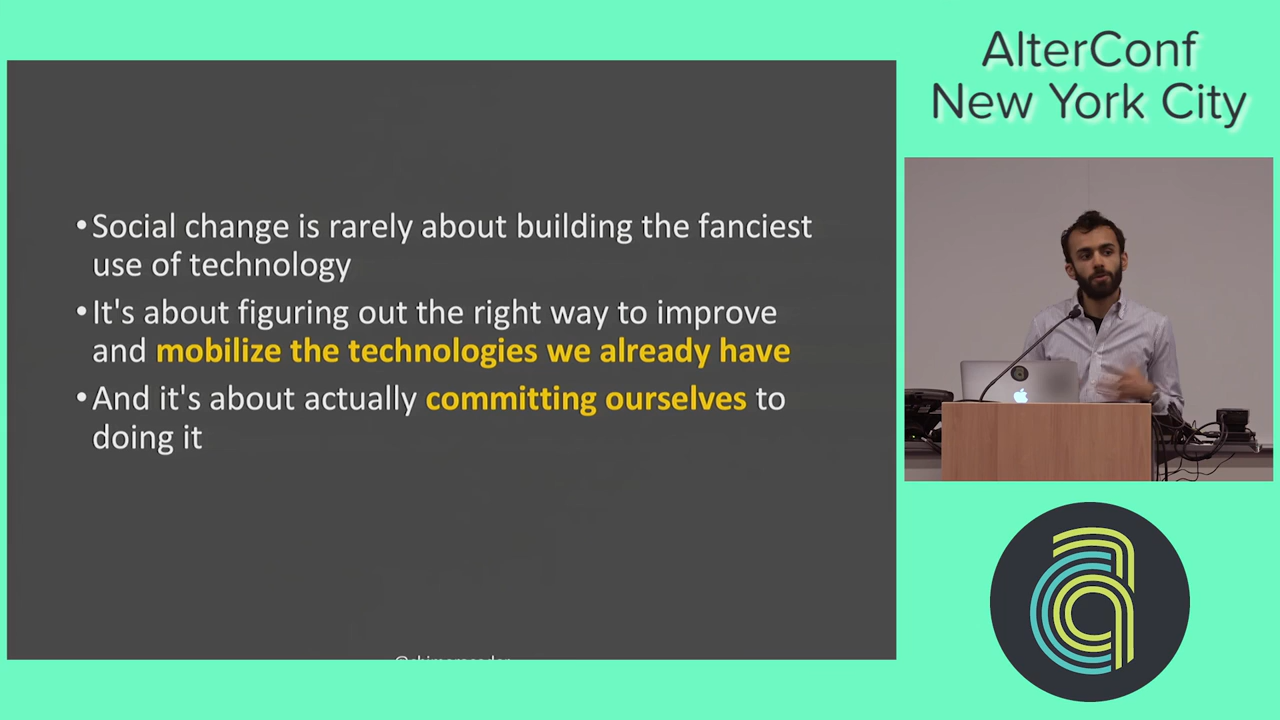 AlterConf
New York City
•Social change is rarely about building the fanciest
use of technology
•It's about figuring out the right way to improve
and mobilize the technologies we already have
•And it's about actually committing ourselves to
doing it